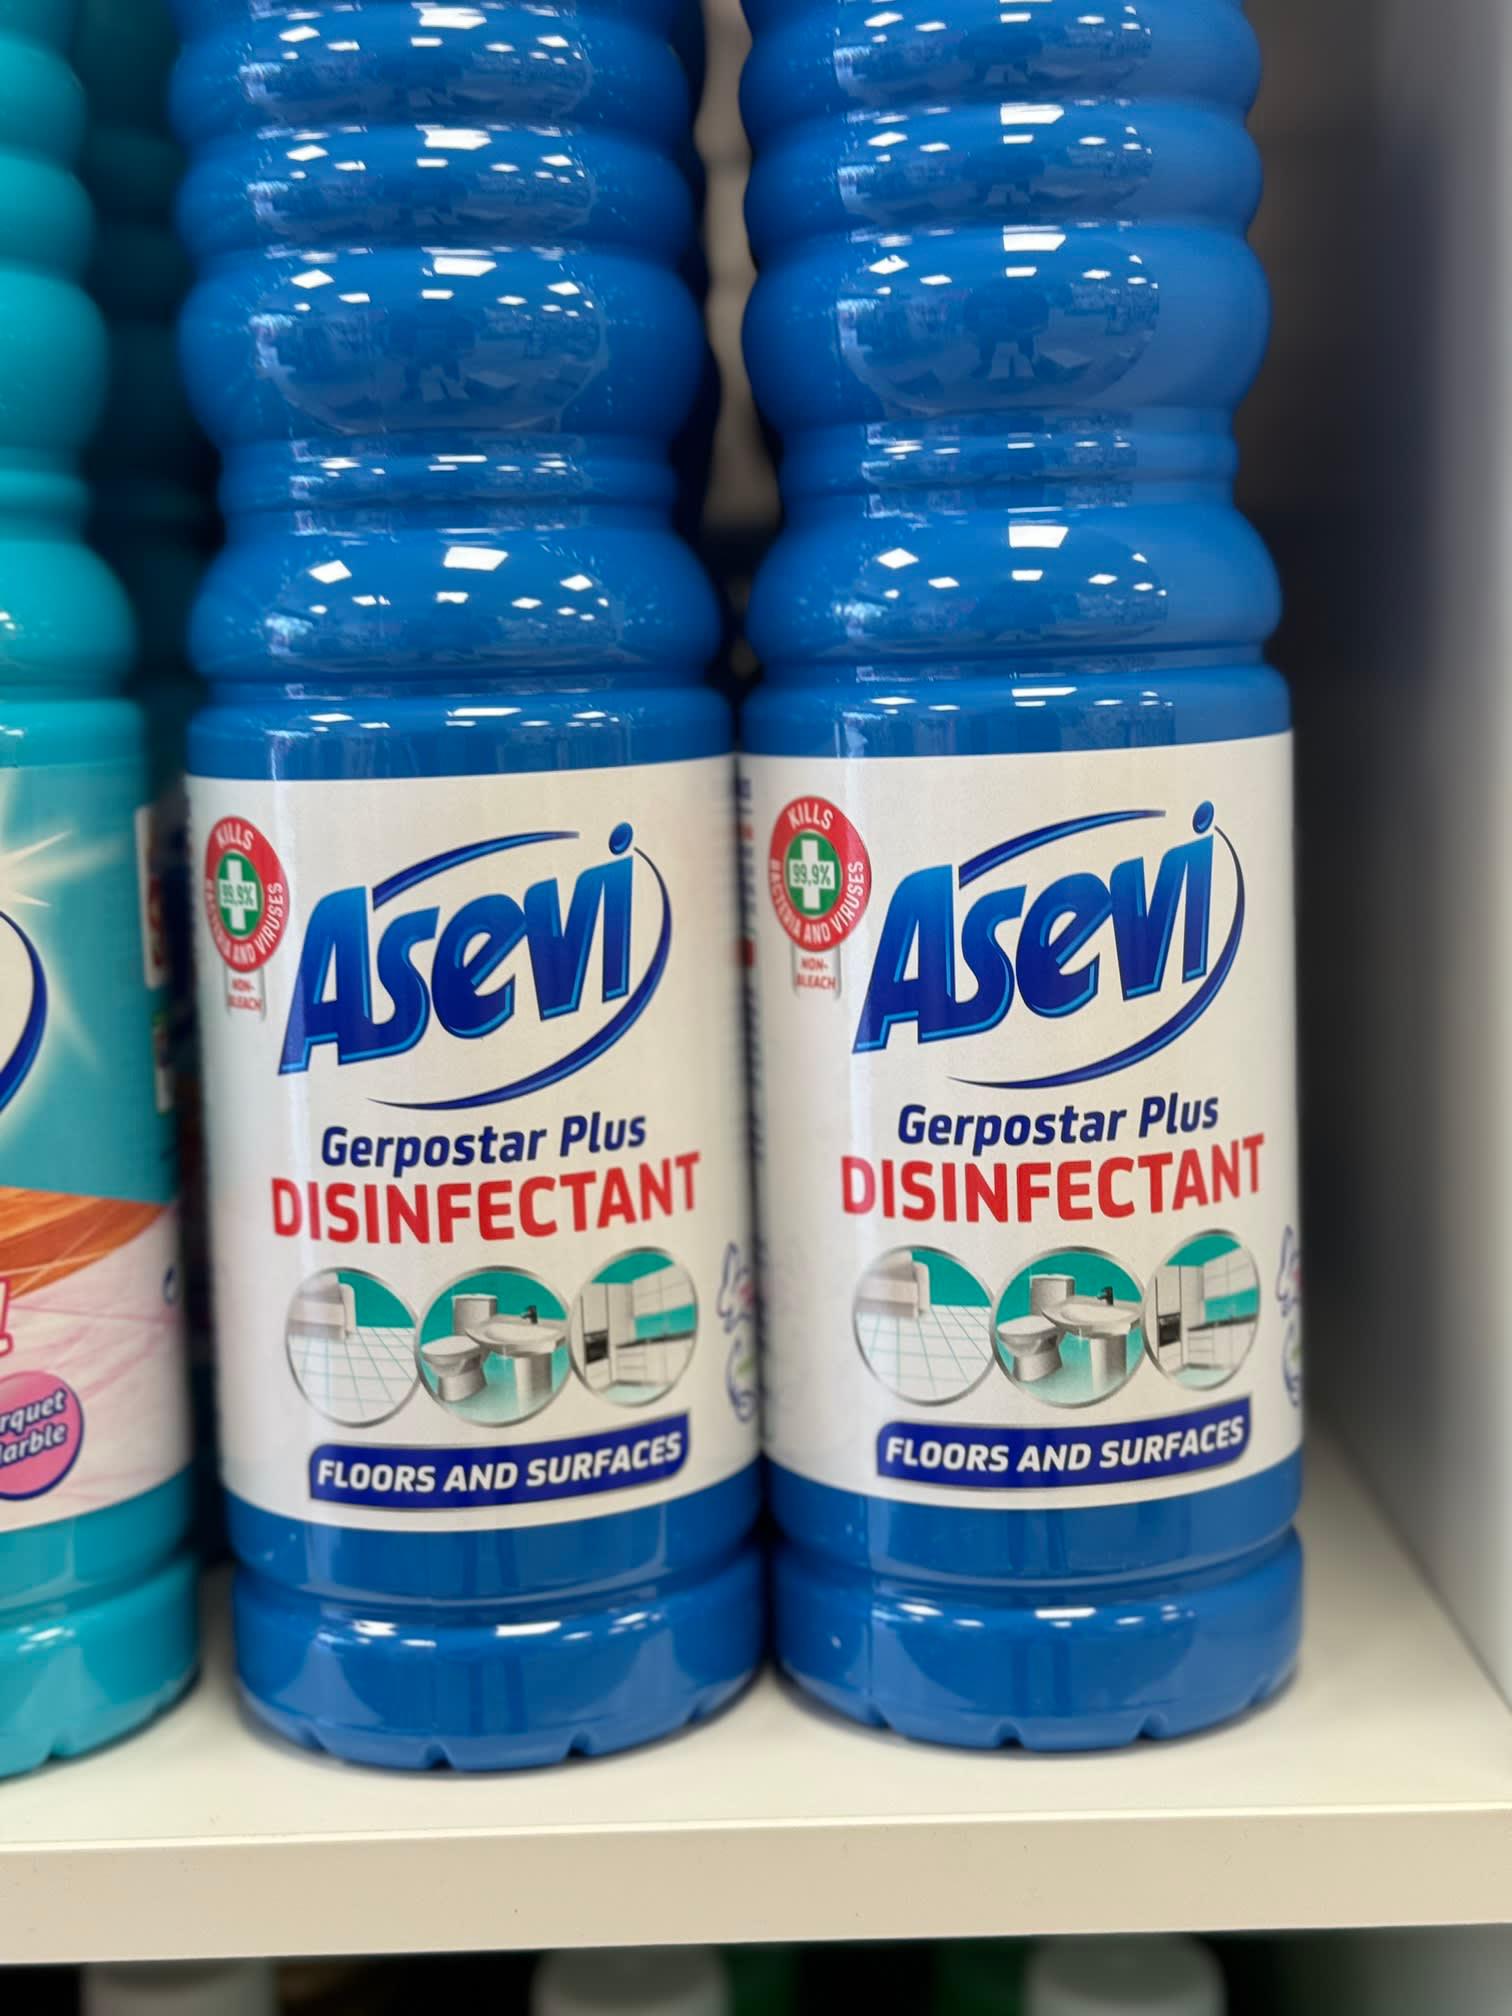 KILLS
99,9%
BACTERIA AND VIRUSES
NON-
BLEACH
Asevi
Gerpostar Plus
DISINFECTANT
FLOORS AND SURFACES
KILLS
99,9%
BACTERIA AND VIRUSES
NON-
BLEACH
Asevi
Gerpostar Plus
DISINFECTANT
FLOORS AND SURFACES